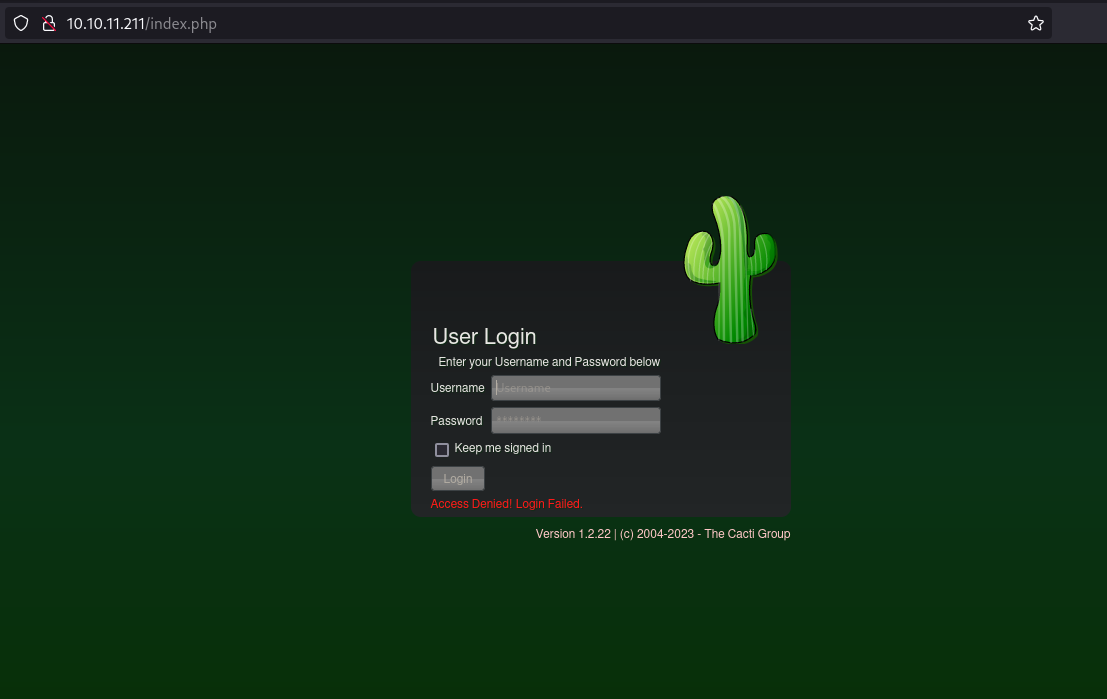 10.10.11.211/index.php
User Login
Enter your Username and Password below
Username Username
Password ********
Keep me signed in
Login
Access Denied! Login Failed.
Version 1.2.22 | (c) 2004-2023 - The Cacti Group